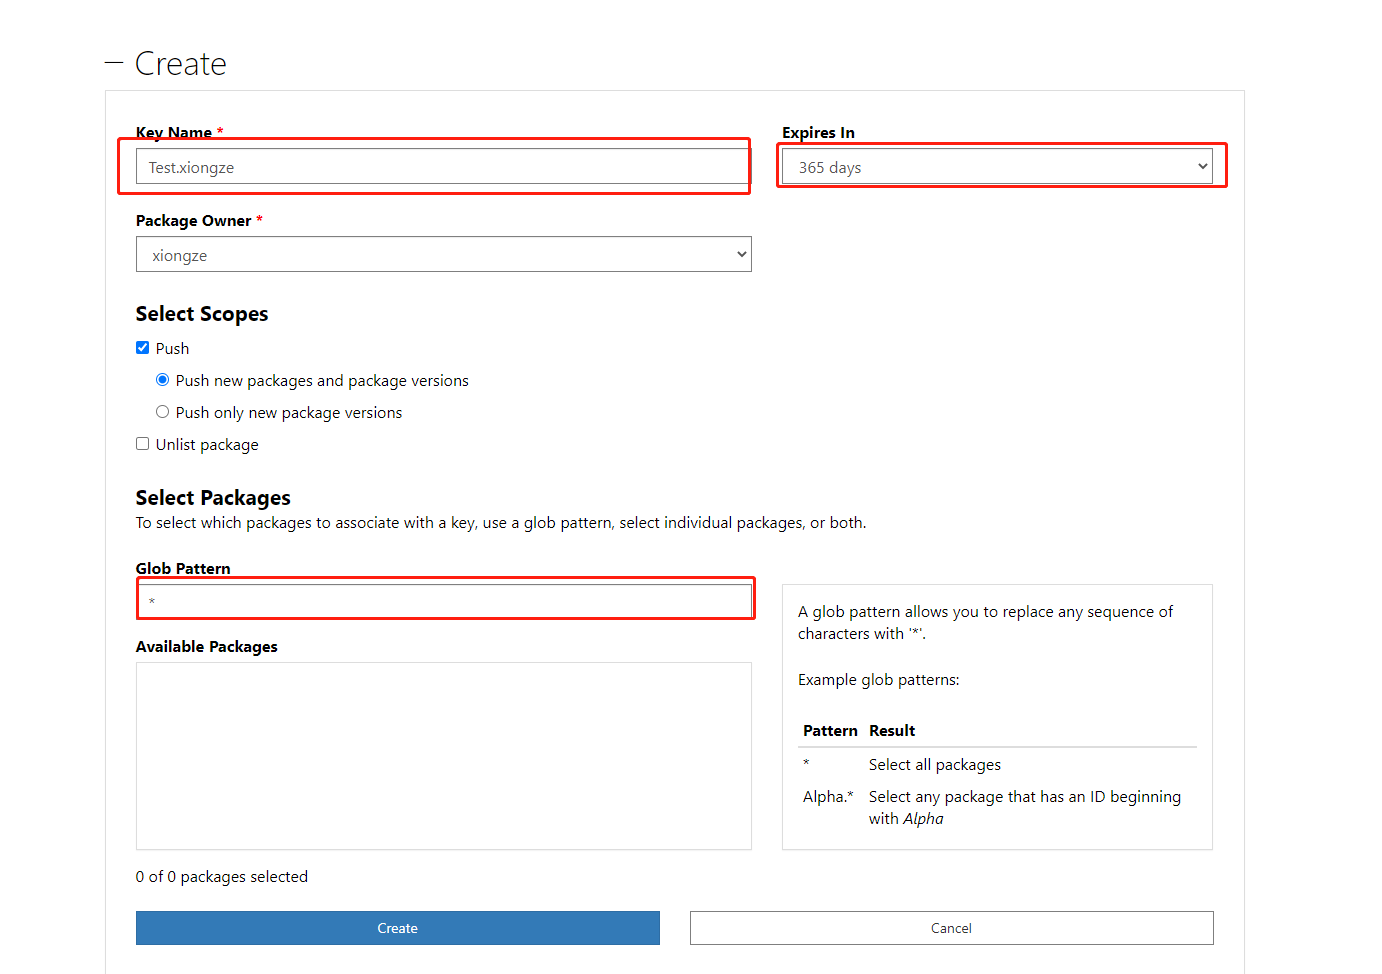 — Create
Key Name *
Expires In
Test.xiongze
365 days
Package Owner *
xiongze
Select Scopes
Push
Push new packages and package versions
Push only new package versions
Unlist package
Select Packages
To select which packages to associate with a key, use a glob pattern, select individual packages, or both.
Glob Pattern
*
Available Packages
A glob pattern allows you to replace any sequence of
characters with '*'.
Example glob patterns:
Pattern Result
* Select all packages
Alpha.* Select any package that has an ID beginning
with Alpha
0 of 0 packages selected
Create
Cancel